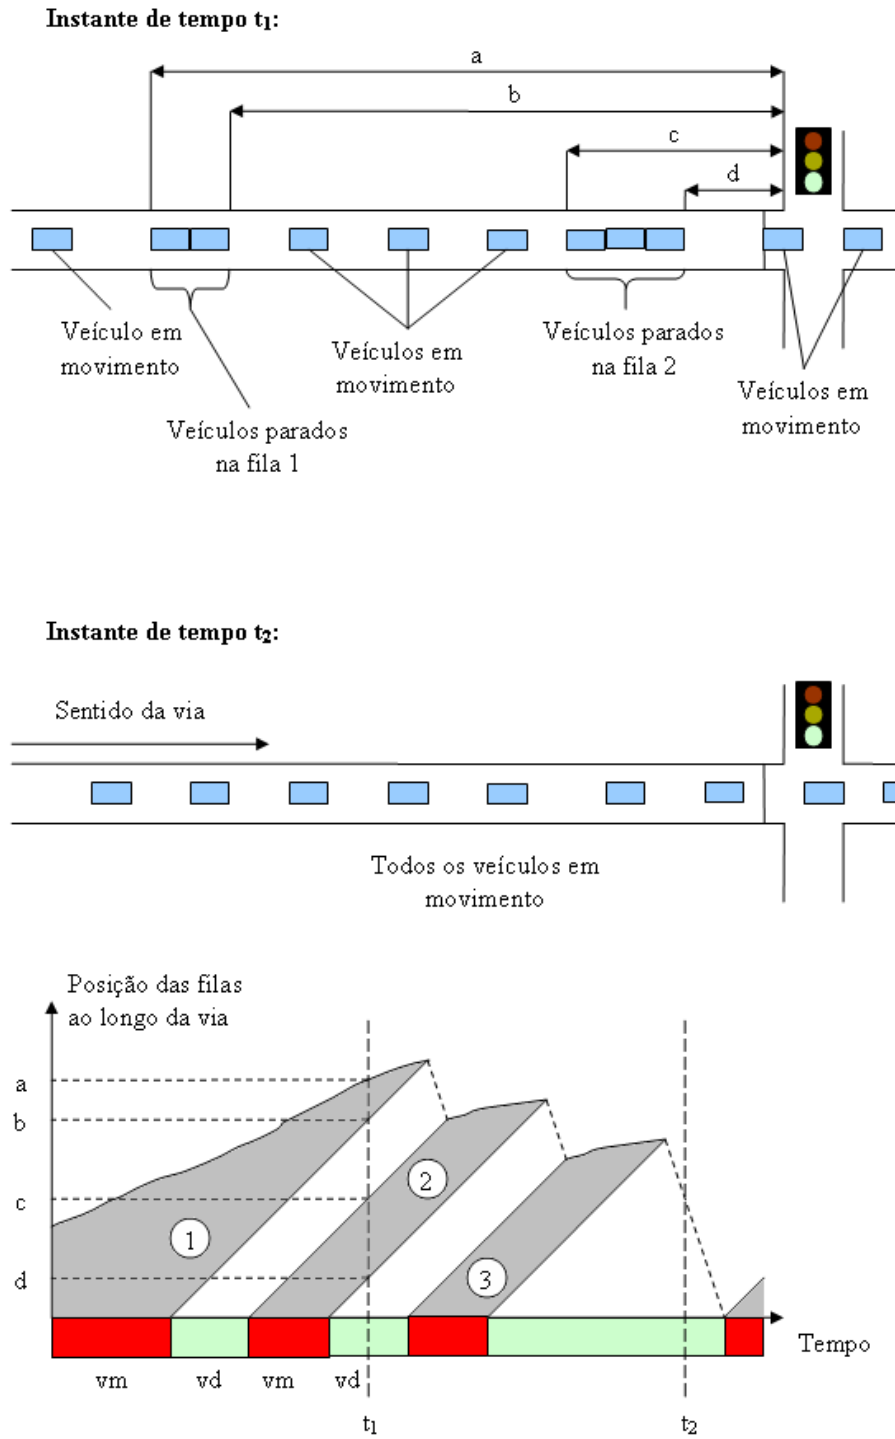 Instante de tempo t₁:
a
b
c
d
Veículo em
movimento
Veículos parados
na fila 1
Veículos em
movimento
Veículos parados
na fila 2
Veículos em
movimento
Instante de tempo t₂:
Sentido da via
Todos os veículos em
movimento
Posição das filas
ao longo da via
a
b
c
d
1
2
3
Tempo
vm vd vm vd
t₁ t₂